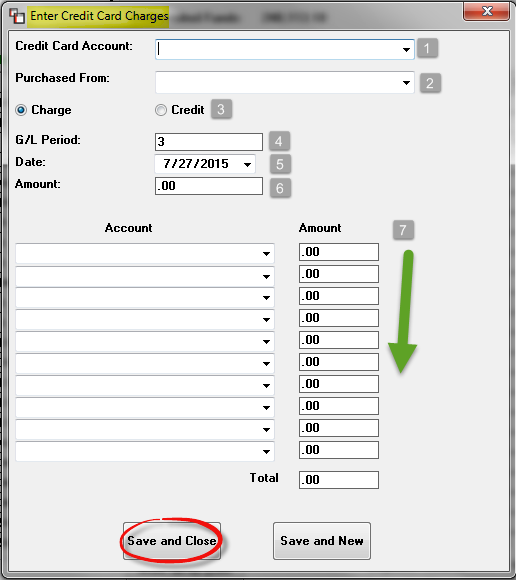 Enter Credit Card Charges
Credit Card Account: 1
Purchased From: 2
Charge Credit 3
G/L Period: 3 4
Date: 7/27/2015 5
Amount: .00 6
Account Amount 7
.00
.00
.00
.00
.00
.00
.00
.00
.00
.00
Total .00
Save and Close Save and New